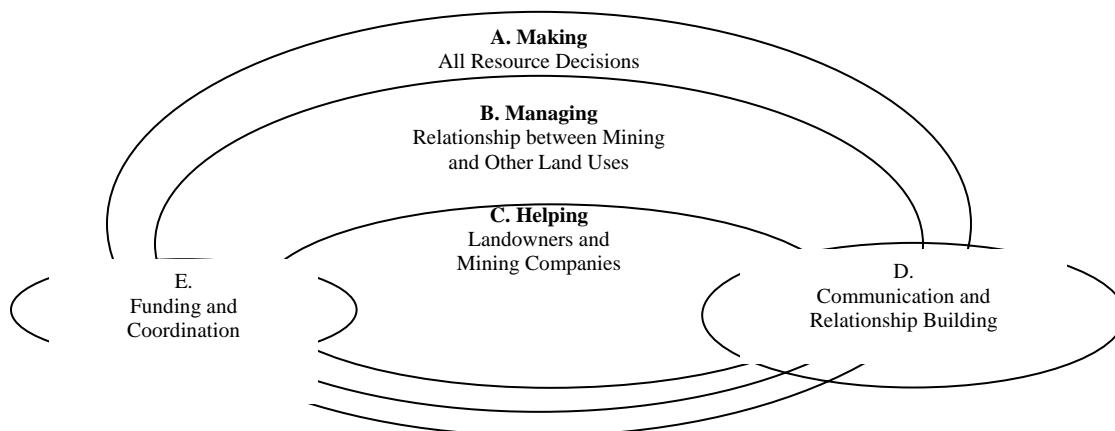 A. Making
All Resource Decisions
B. Managing
Relationship between Mining
and Other Land Uses
C. Helping
Landowners and
Mining Companies
E.
Funding and
Coordination
D.
Communication and
Relationship Building